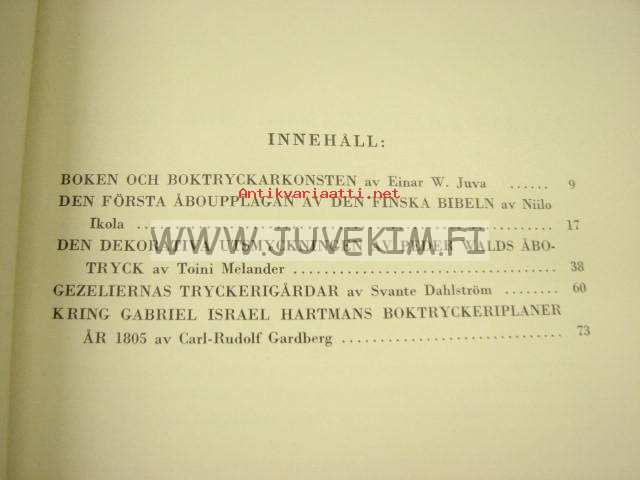 INNEHÅLL:
BOKEN OCH BOKTRYCKARKONSTEN av Einar W. Juva ...... 9
Antikvariaatti.net
DEN FÖRSTA ÅBOUPPLAGAN AV DEN FINSKA BIBELN av Niilo
Ikola ........ 17
WWW.JUVEKIM.FI
DEN DEKORATIVA UTSMYCKNINGEN AV PEDER WALDS ÅBO-
TRYCK av Toini Melander ........ 38
GEZELIERNAS TRYCKERIGÅRDAR av Svante Dahlström ........ 60
KRING GABRIEL ISRAEL HARTMANS BOKTRYCKERIPLANER
ÅR 1805 av Carl-Rudolf Gardberg ........ 73